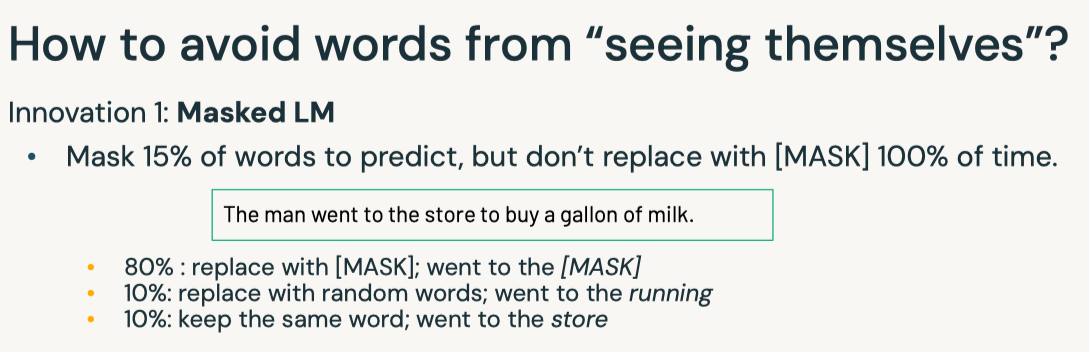 How to avoid words from “seeing themselves”?
Innovation 1: Masked LM
• Mask 15% of words to predict, but don’t replace with [MASK] 100% of time.
The man went to the store to buy a gallon of milk.
• 80% : replace with [MASK]; went to the [MASK]
• 10%: replace with random words; went to the running
• 10%: keep the same word; went to the store